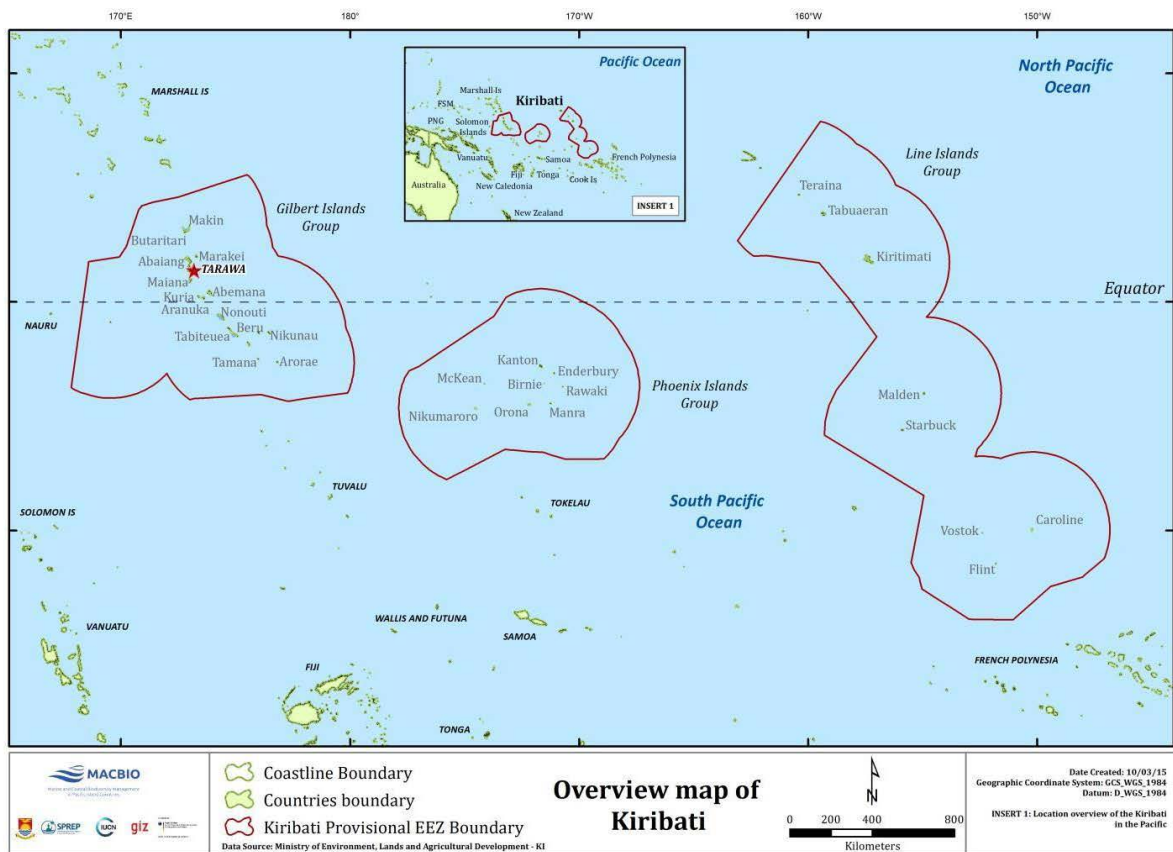 170°E
180°
170°W
160°W
150°W
North Pacific
Ocean
MARSHALL IS
Pacific Ocean
Marshall Is
Kiribati
FSM
PNG
Solomon
Islands
Vanuatu
Samoa
French Polynesia
Fiji
Tonga
Cook Is
Australia
New Caledonia
New Zealand
INSERT 1
Line Islands
Group
Teraina
Tabuaeran
Kiritimati
Gilbert Islands
Group
Makin
Butaritari
Marakei
Abaiang
TARAWA
Maiana
Kuria
Abemana
Aranuka
Nonouti
Beru
Nikunau
Tabiteuea
Tamana
Arorae
Equator
NAURU
Kanton
Enderbury
McKean
Birnie
Rawaki
Nikumaroro
Orona
Manra
Phoenix Islands
Group
Malden
Starbuck
TUVALU
TOKELAU
South Pacific
Ocean
SOLOMON IS
Vostok
Caroline
Flint
VANUATU
WALLIS AND FUTUNA
SAMOA
FIJI
TONGA
FRENCH POLYNESIA
MACBIO
SPREP
IUCN
giz
Coastline Boundary
Countries boundary
Kiribati Provisional EEZ Boundary
Data Source: Ministry of Environment, Lands and Agricultural Development - KI
Overview map of
Kiribati
N
0 200 400 800
Kilometers
Date Created: 10/03/15
Geographic Coordinate System: GCS_WGS_1984
Datum: D_WGS_1984
INSERT 1: Location overview of the Kiribati
in the Pacific